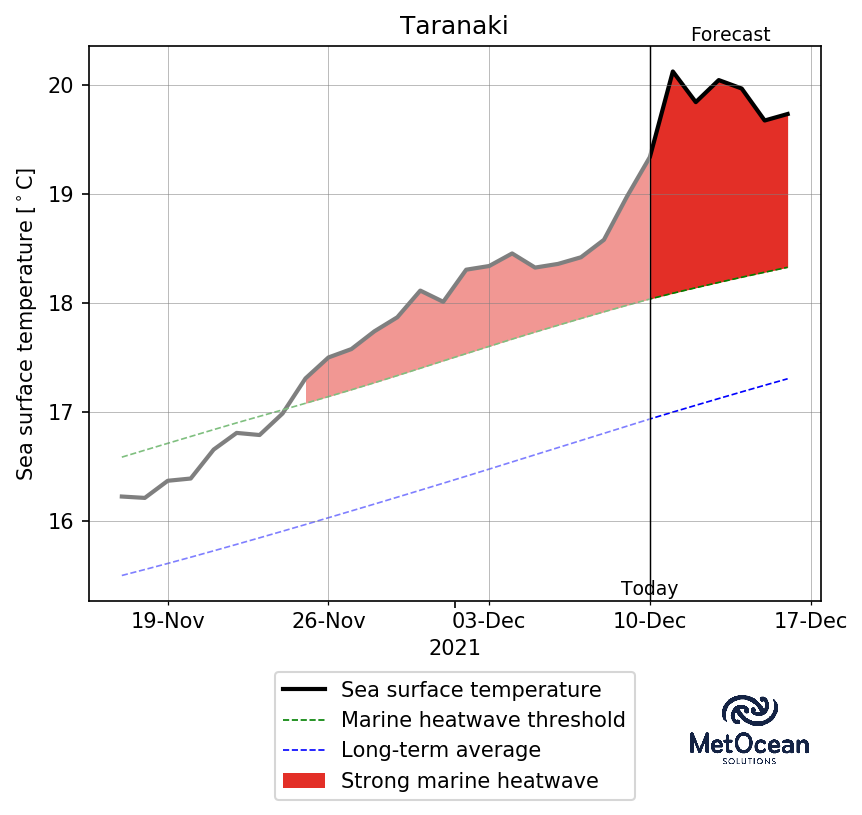 Taranaki
Forecast
Sea surface temperature [°C]
20
19
18
17
16
Today
19-Nov
26-Nov
03-Dec
10-Dec
17-Dec
2021
Sea surface temperature
Marine heatwave threshold
Long-term average
Strong marine heatwave
MetOcean
SOLUTIONS